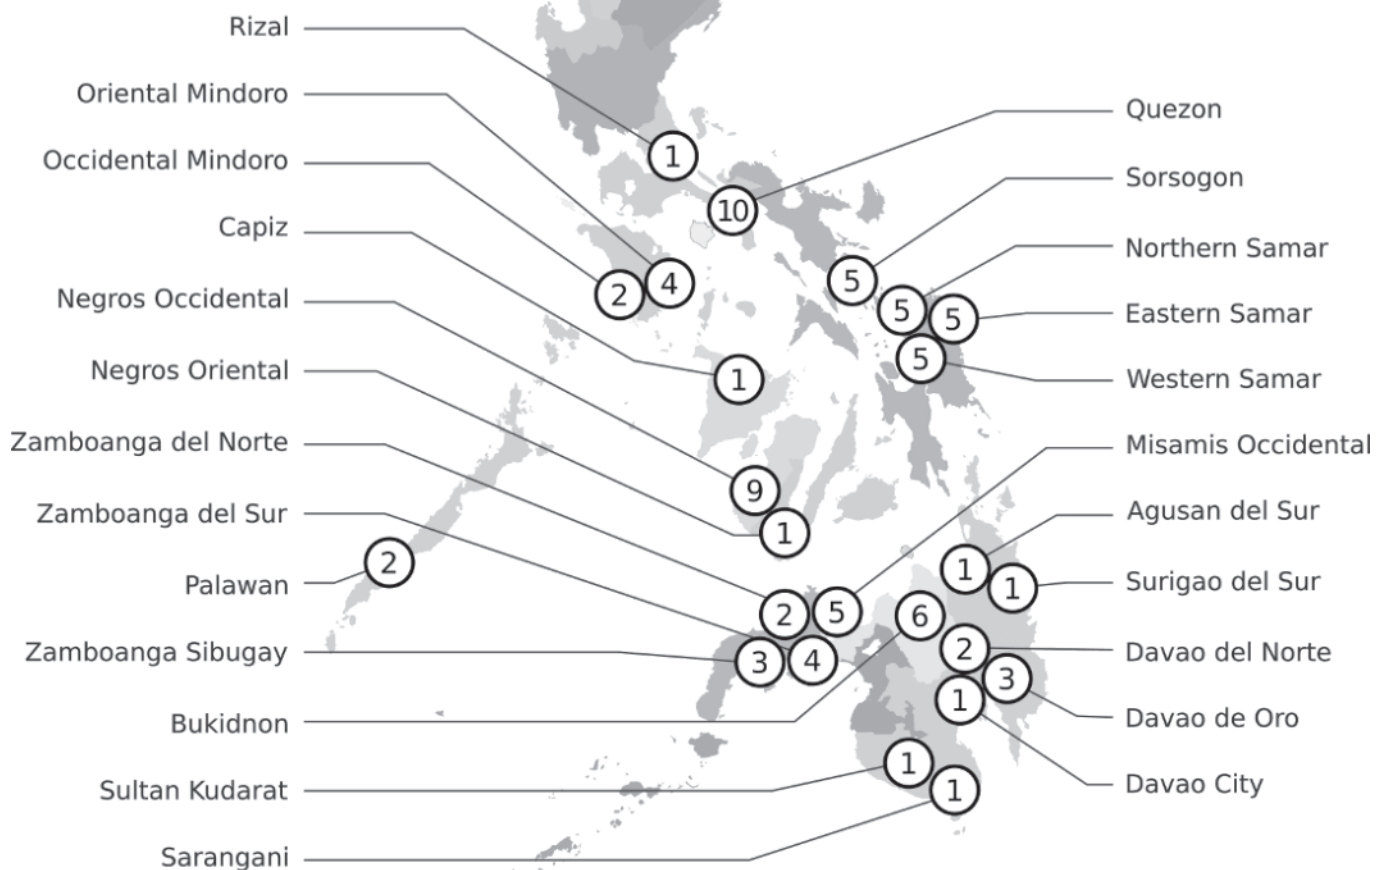 Rizal
Oriental Mindoro
Occidental Mindoro
Capiz
Negros Occidental
Negros Oriental
Zamboanga del Norte
Zamboanga del Sur
Palawan
Zamboanga Sibugay
Bukidnon
Sultan Kudarat
Sarangani
1
10
4
2
5
5
5
5
1
9
1
2
1
1
2
5
6
3
4
2
3
1
1
1
Quezon
Sorsogon
Northern Samar
Eastern Samar
Western Samar
Misamis Occidental
Agusan del Sur
Surigao del Sur
Davao del Norte
Davao de Oro
Davao City